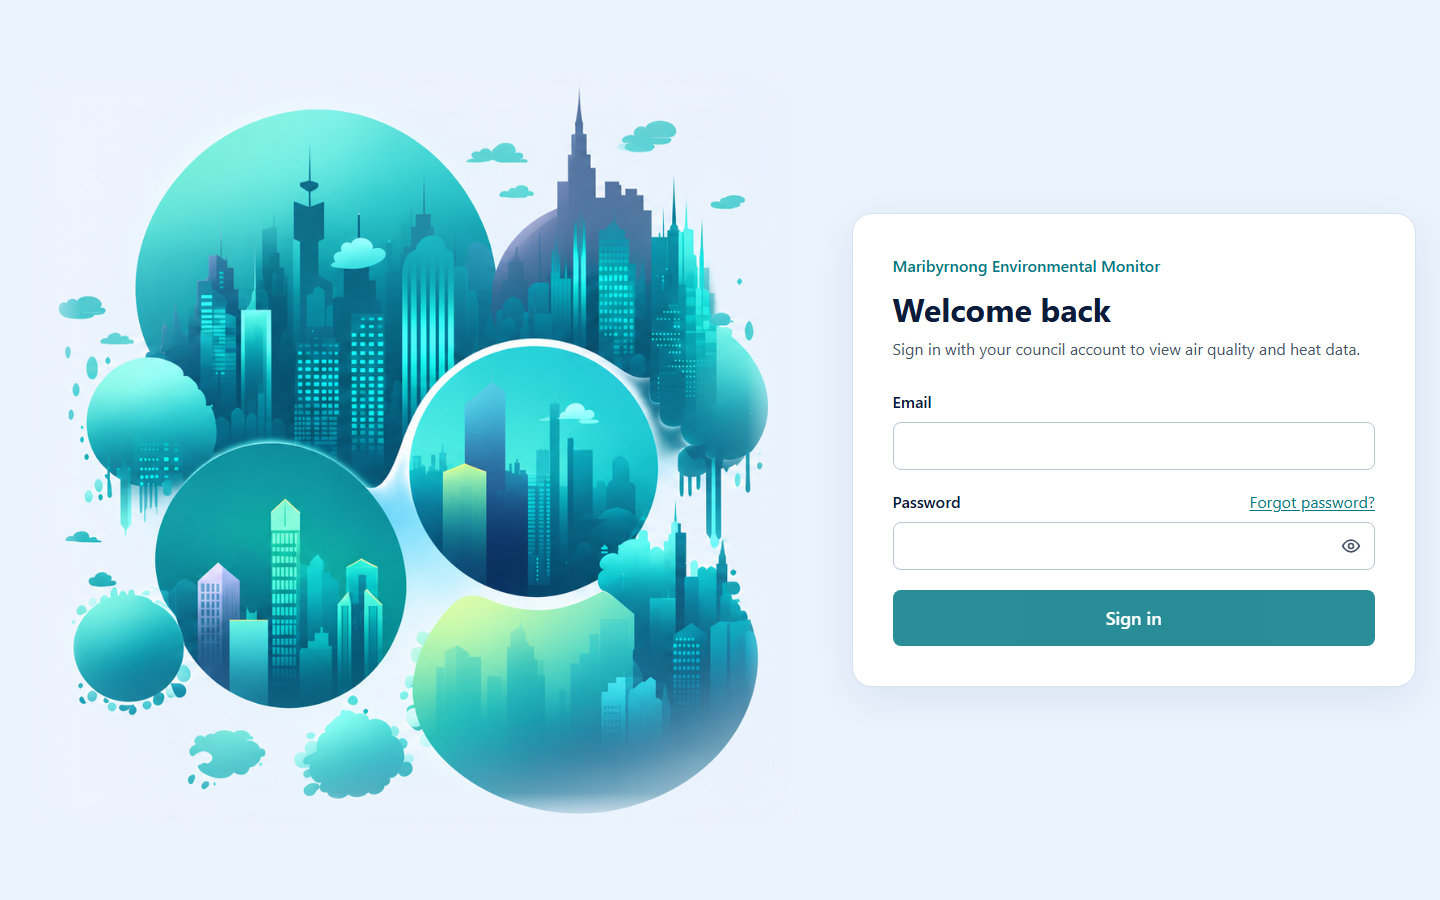 Maribyrnong Environmental Monitor
Welcome back
Sign in with your council account to view air quality and heat data.
Email
Password
Forgot password?
Sign in